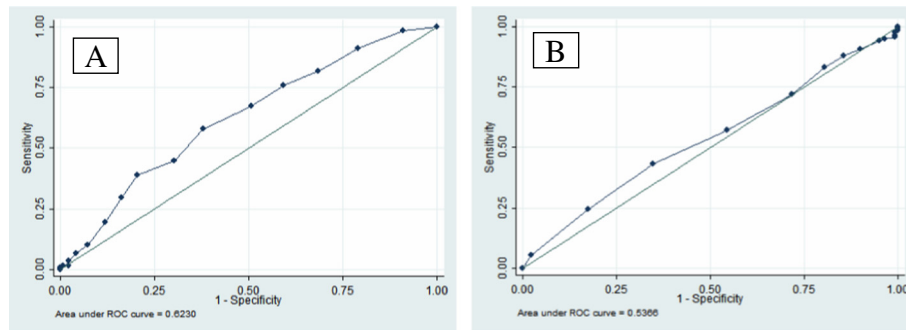 A
Sensitivity
1.00
0.75
0.50
0.25
0.00
0.00 0.25 0.50 0.75 1.00
1 - Specificity
Area under ROC curve = 0.6230
B
Sensitivity
1.00
0.75
0.50
0.25
0.00
0.00 0.25 0.50 0.75 1.00
1 - Specificity
Area under ROC curve = 0.5366